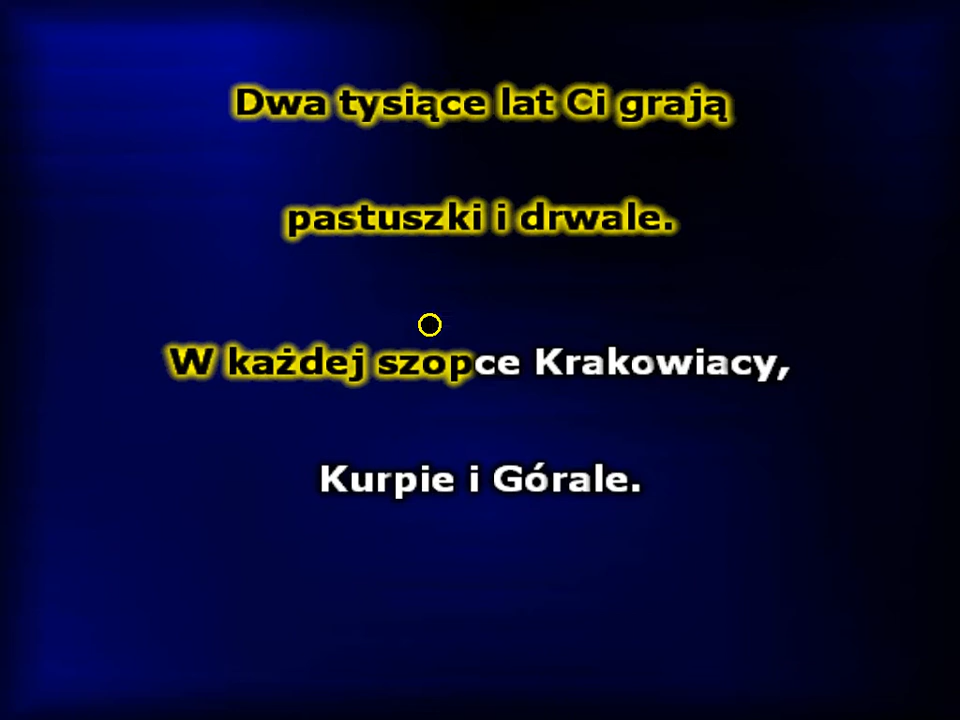 Dwa tysiące lat Ci grają
pastuszki i drwale.
W każdej szopce Krakowiacy,
Kurpie i Górale.